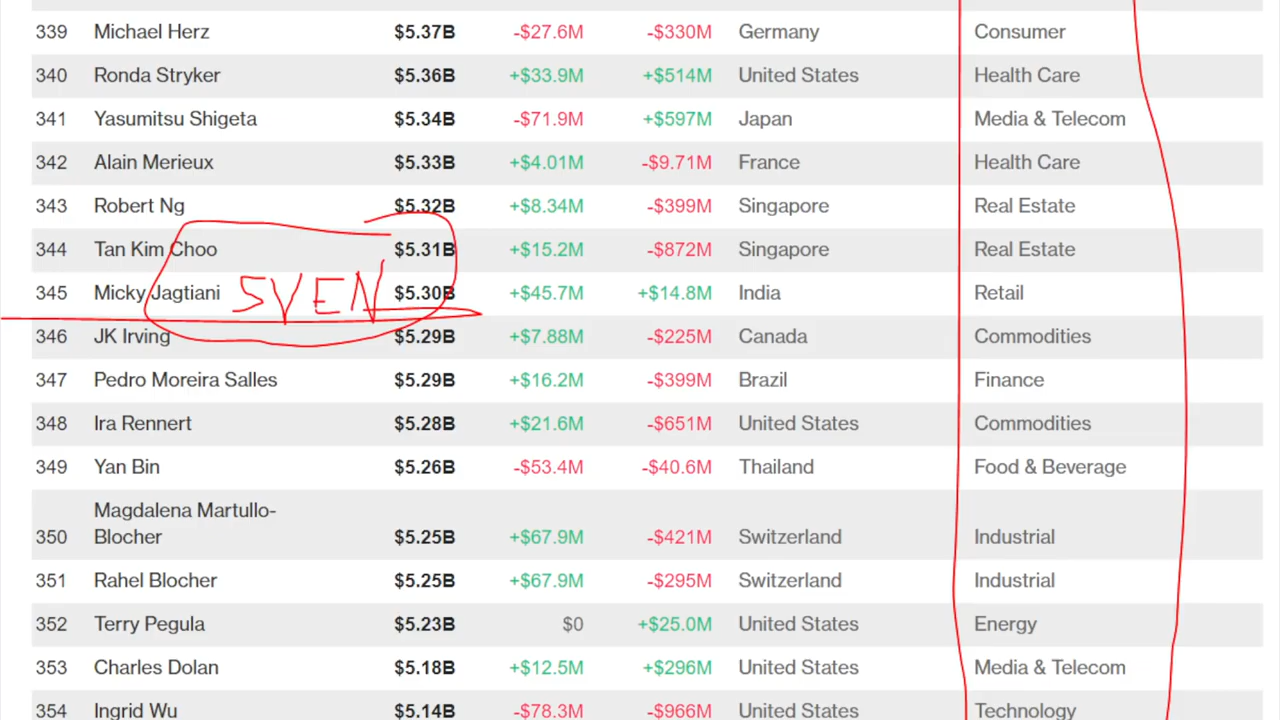 339 Michael Herz $5.37B -$27.6M -$330M Germany Consumer
340 Ronda Stryker $5.36B +$33.9M +$514M United States Health Care
341 Yasumitsu Shigeta $5.34B -$71.9M +$597M Japan Media & Telecom
342 Alain Merieux $5.33B +$4.01M -$9.71M France Health Care
343 Robert Ng $5.32B +$8.34M -$399M Singapore Real Estate
344 Tan Kim Choo $5.31B +$15.2M -$872M Singapore Real Estate
345 Micky Jagtiani SVEN $5.30B +$45.7M +$14.8M India Retail
346 JK Irving $5.29B +$7.88M -$225M Canada Commodities
347 Pedro Moreira Salles $5.29B +$16.2M -$399M Brazil Finance
348 Ira Rennert $5.28B +$21.6M -$651M United States Commodities
349 Yan Bin $5.26B -$53.4M -$40.6M Thailand Food & Beverage
Magdalena Martullo-
350 Blocher $5.25B +$67.9M -$421M Switzerland Industrial
351 Rahel Blocher $5.25B +$67.9M -$295M Switzerland Industrial
352 Terry Pegula $5.23B $0 +$25.0M United States Energy
353 Charles Dolan $5.18B +$12.5M +$296M United States Media & Telecom
354 Ingrid Wu $5.14B -$78.3M -$966M United States Technology